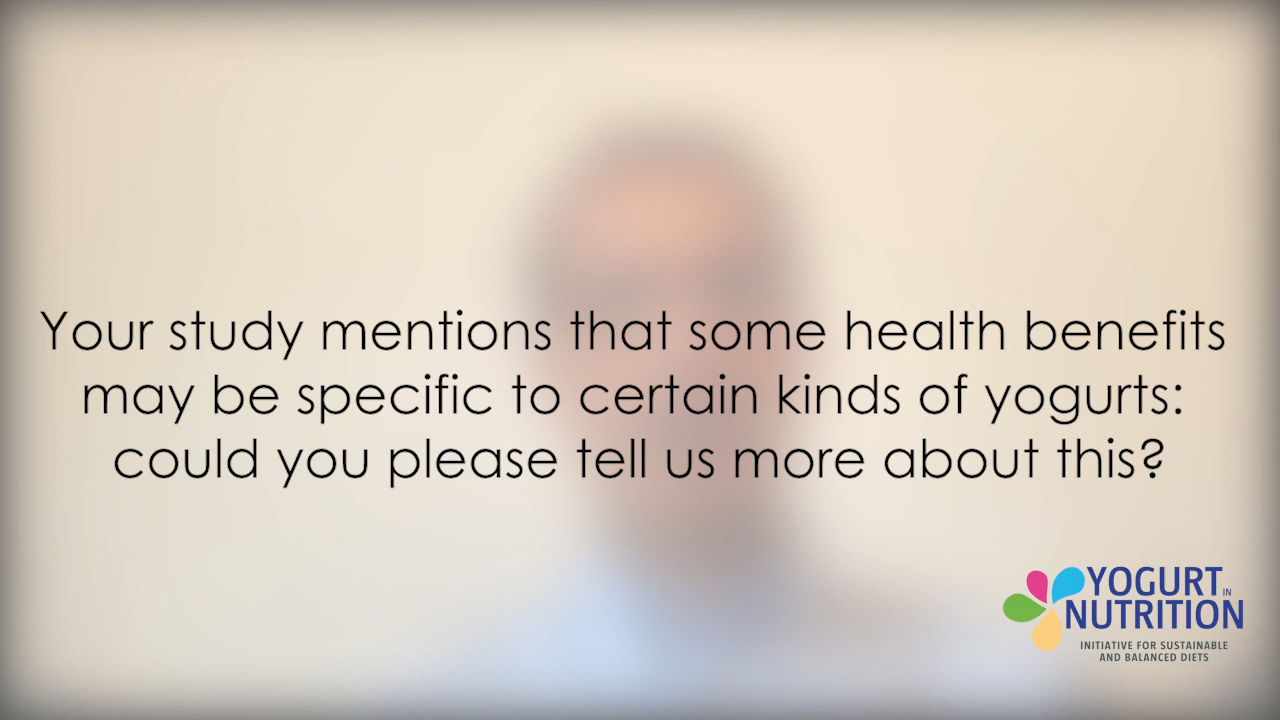 Your study mentions that some health benefits
may be specific to certain kinds of yogurts:
could you please tell us more about this?
YOGURT IN
NUTRITION
INITIATIVE FOR SUSTAINABLE
AND BALANCED DIETS